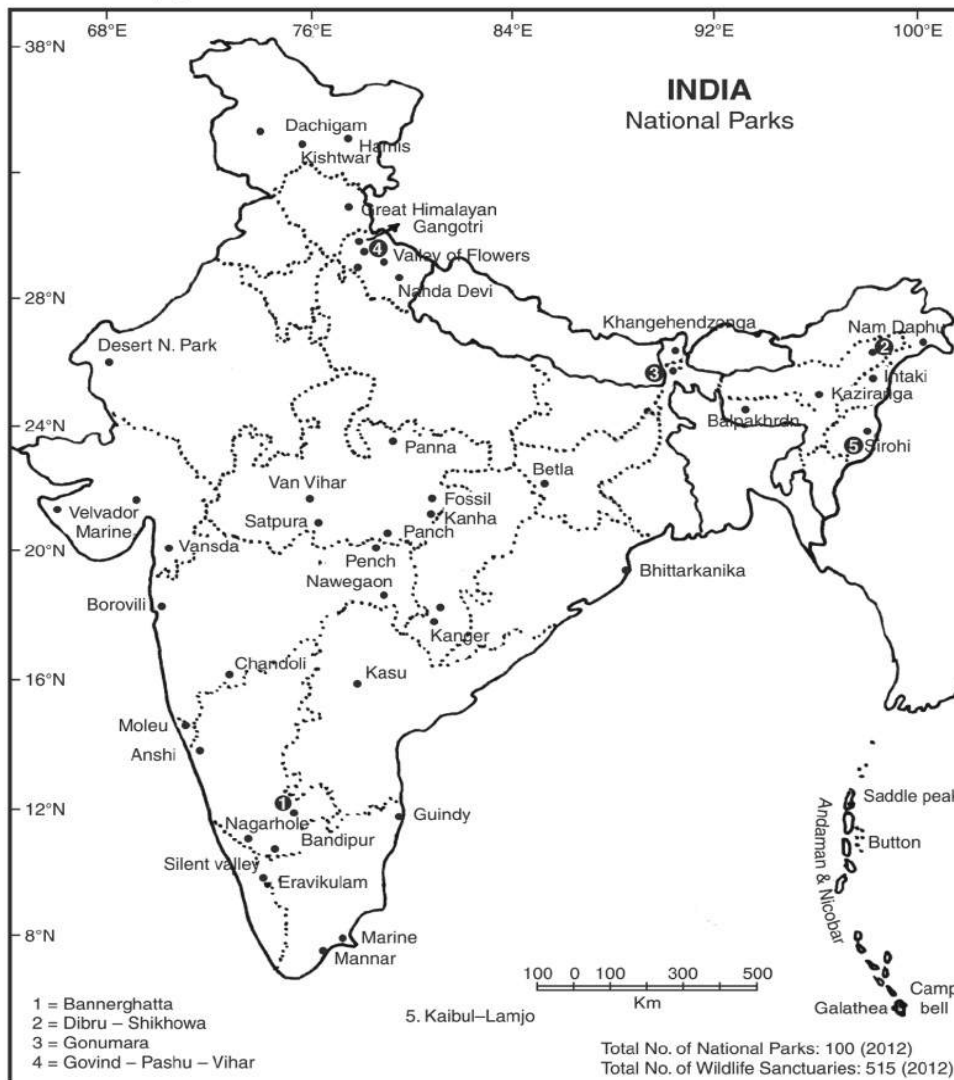 68°E 76°E 84°E 92°E 100°E
38°N
INDIA
National Parks
Dachigam
Hamis
Kishtwar
Great Himalayan
Gangotri
4 Valley of Flowers
28°N
Nanda Devi
Khangehendzonga
Nam Daphu
2
Desert N. Park
3
Intaki
Kaziranga
Balpakhrdn
24°N
5 Sirohi
Panna
Betla
Van Vihar
Fossil
Velvador
Satpura
Kanha
Marine
Panch
Vansda
20°N
Pench
Bhittarkanika
Nawegaon
Borovili
Kanger
Chandoli
Kasu
16°N
Moleu
Anshi
Saddle peak
12°N
1
Guindy
Nagarhole
Bandipur
Button
Silent valley
Eravikulam
Andaman & Nicobar
8°N
Marine
Mannar
100 0 100 300 500
Km
Camp
bell
Galathea
1 = Bannerghatta
5. Kaibul–Lamjo
2 = Dibru – Shikhowa
3 = Gonumara
4 = Govind – Pashu – Vihar
Total No. of National Parks: 100 (2012)
Total No. of Wildlife Sanctuaries: 515 (2012)